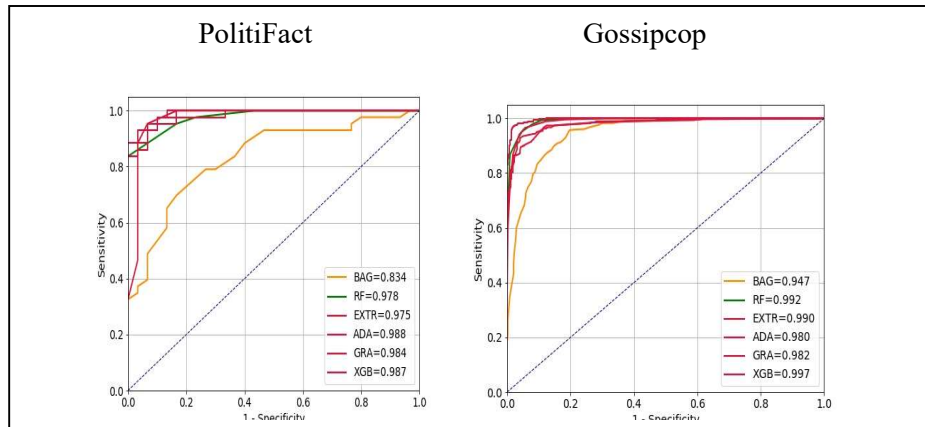 PolitiFact
Gossipcop
1.0
0.8
0.6
0.4
0.2
0.0
Sensitivity
BAG=0.834
RF=0.978
EXTR=0.975
ADA=0.988
GRA=0.984
XGB=0.987
0.0 0.2 0.4 0.6 0.8 1.0
1 - Specificity
1.0
0.8
0.6
0.4
0.2
0.0
Sensitivity
BAG=0.947
RF=0.992
EXTR=0.990
ADA=0.980
GRA=0.982
XGB=0.997
0.0 0.2 0.4 0.6 0.8 1.0
1 - Specificity